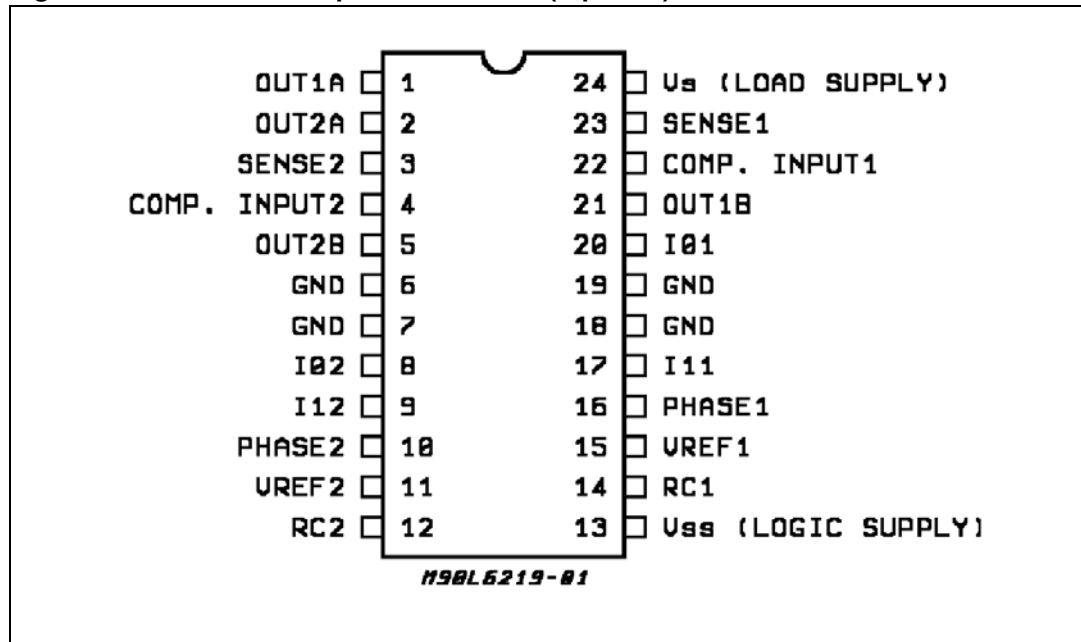 OUT1A 1 24 Vs (LOAD SUPPLY)
OUT2A 2 23 SENSE1
SENSE2 3 22 COMP. INPUT1
COMP. INPUT2 4 21 OUT1B
OUT2B 5 20 I01
GND 6 19 GND
GND 7 18 GND
I02 8 17 I11
I12 9 16 PHASE1
PHASE2 10 15 VREF1
VREF2 11 14 RC1
RC2 12 13 Vss (LOGIC SUPPLY)
M90L6219-01